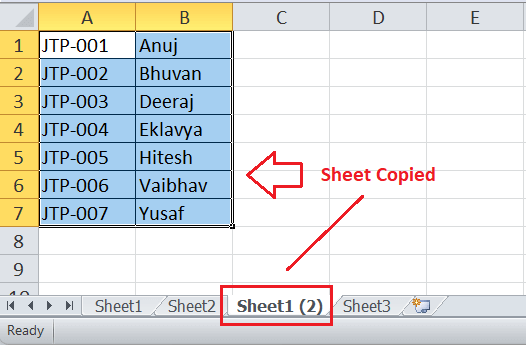 A B C D E
1 JTP-001 Anuj
2 JTP-002 Bhuvan
3 JTP-003 Deeraj
4 JTP-004 Eklavya
5 JTP-005 Hitesh
6 JTP-006 Vaibhav
7 JTP-007 Yusaf
Sheet Copied
8
9
10
Sheet1 Sheet2 Sheet1 (2) Sheet3
Ready